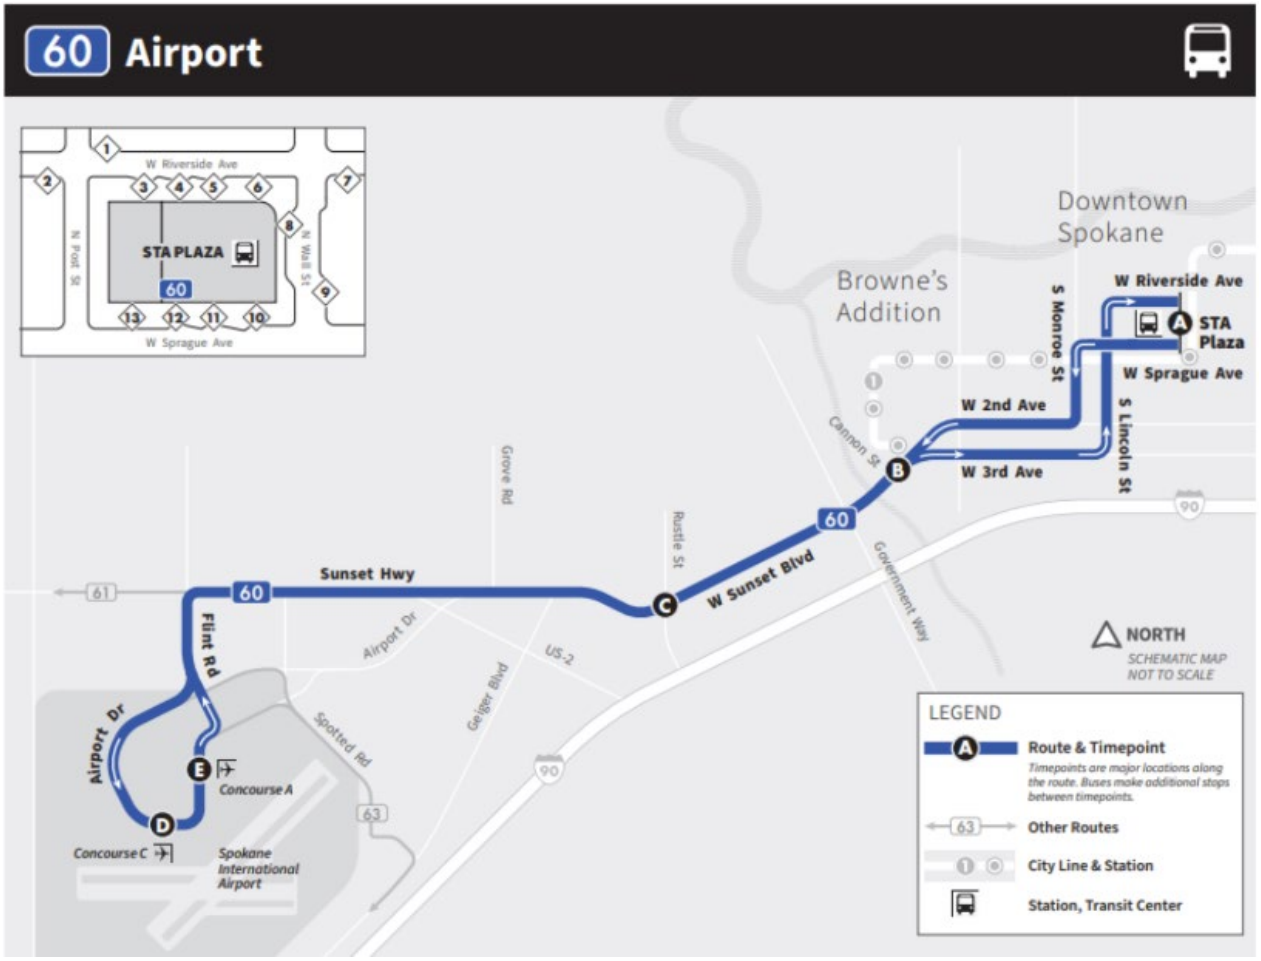 60 Airport
1
W Riverside Ave
2
3
4
5
6
7
8
STA PLAZA
N Post St
N Wall St
60
9
13
12
11
10
W Sprague Ave
Downtown
Spokane
Browne's
Addition
W Riverside Ave
S Monroe St
A
STA
Plaza
W Sprague Ave
1
W 2nd Ave
Cannon St
S Lincoln St
B
W 3rd Ave
Grove Rd
90
60
Rustle St
Government Way
Sunset Hwy
W Sunset Blvd
61
60
C
Flint Rd
Airport Dr
US-2
Geiger Blvd
NORTH
SCHEMATIC MAP
NOT TO SCALE
Spotted Rd
Airport Dr
E
Concourse A
90
63
D
Concourse C
Spokane
International
Airport
LEGEND
A
Route & Timepoint
Timepoints are major locations along
the route. Buses make additional stops
between timepoints.
63
Other Routes
1
City Line & Station
Station, Transit Center